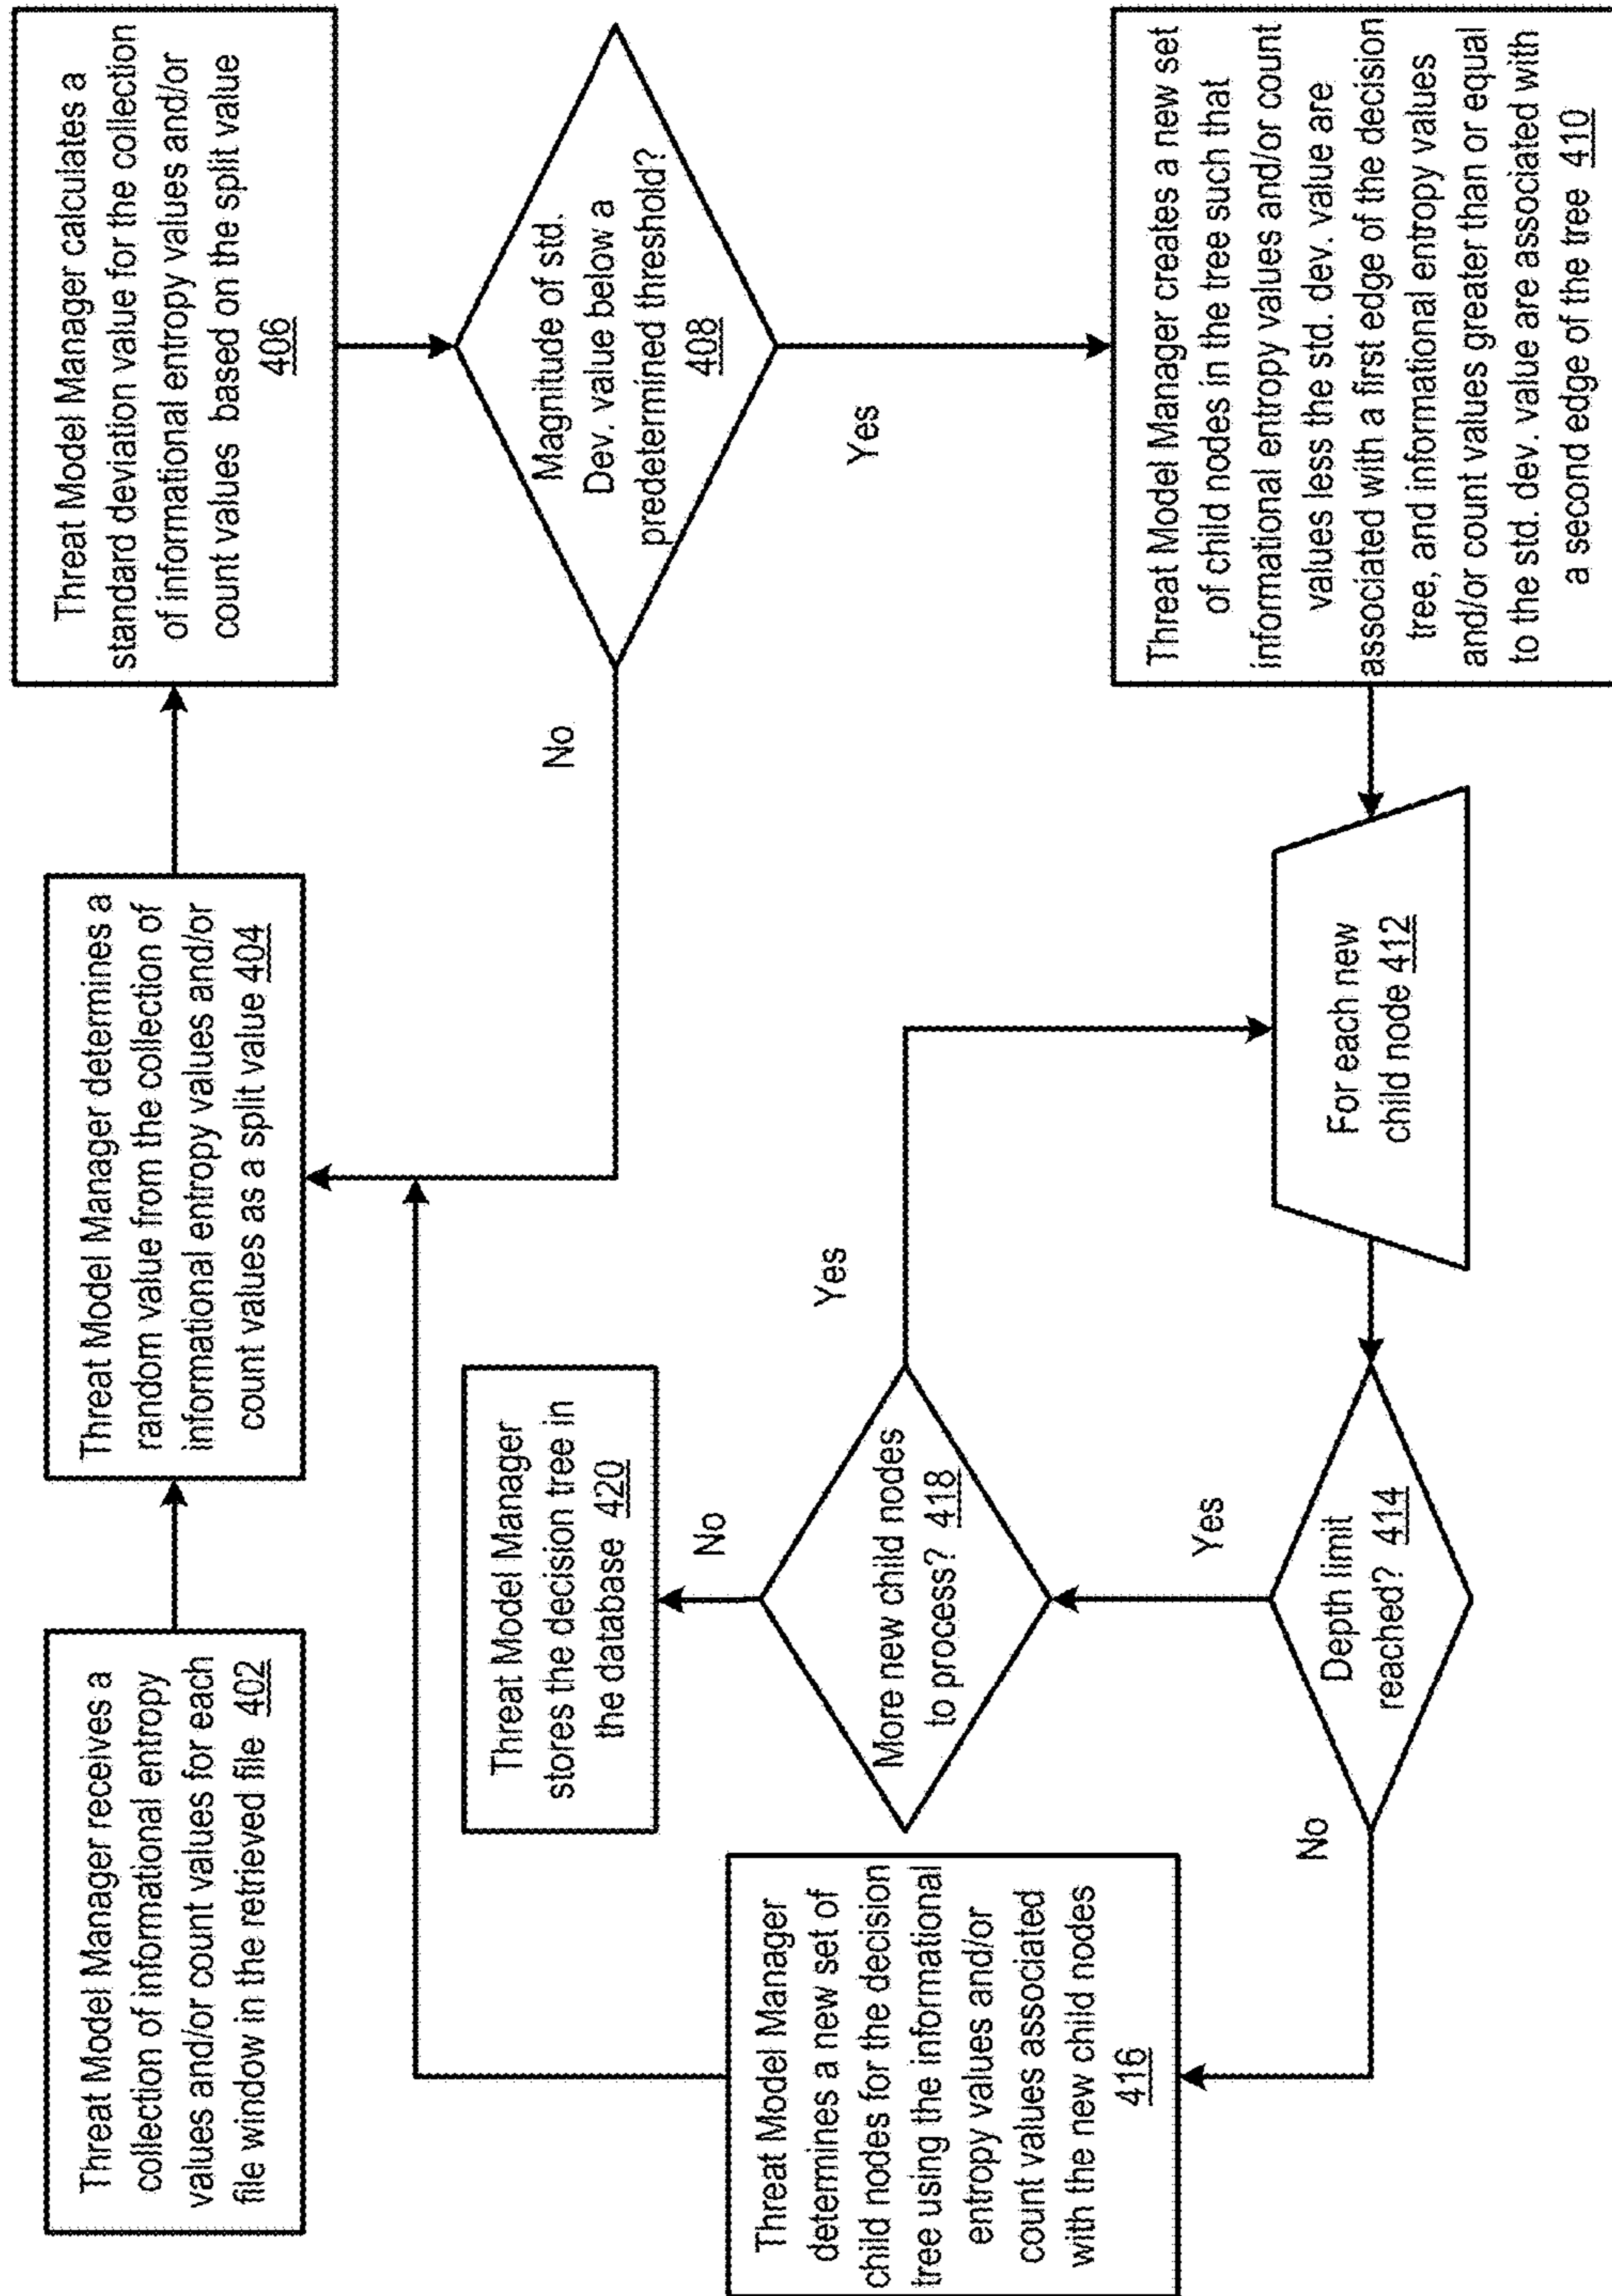 Threat Model Manager receives a
collection of informational entropy
values and/or count values for each
file window in the retrieved file 402
Threat Model Manager determines a
random value from the collection of
informational entropy values and/or
count values as a split value 404
Threat Model Manager calculates a
standard deviation value for the collection
of informational entropy values and/or
count values based on the split value
406
Magnitude of std.
Dev. value below a
predetermined threshold?
408
No
Yes
Threat Model Manager creates a new set
of child nodes in the tree such that
informational entropy values and/or count
values less the std. dev. value are
associated with a first edge of the decision
tree, and informational entropy values
and/or count values greater than or equal
to the std. dev. value are associated with
a second edge of the tree 410
For each new
child node 412
Depth limit
reached? 414
Yes
No
More new child nodes
to process? 418
Yes
No
Threat Model Manager
stores the decision tree in
the database 420
Threat Model Manager
determines a new set of
child nodes for the decision
tree using the informational
entropy values and/or
count values associated
with the new child nodes
416